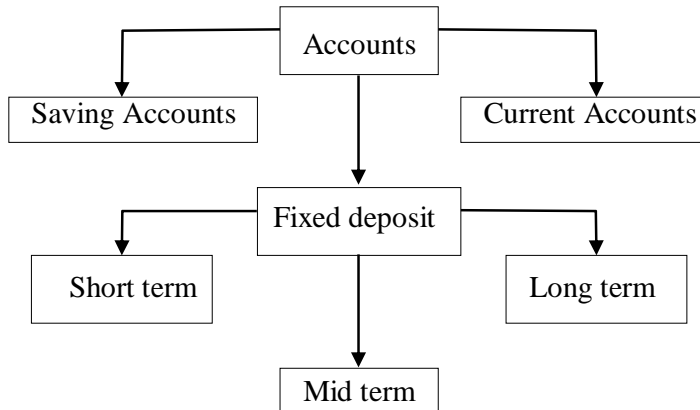 Accounts
Saving Accounts
Current Accounts
Fixed deposit
Short term
Long term
Mid term